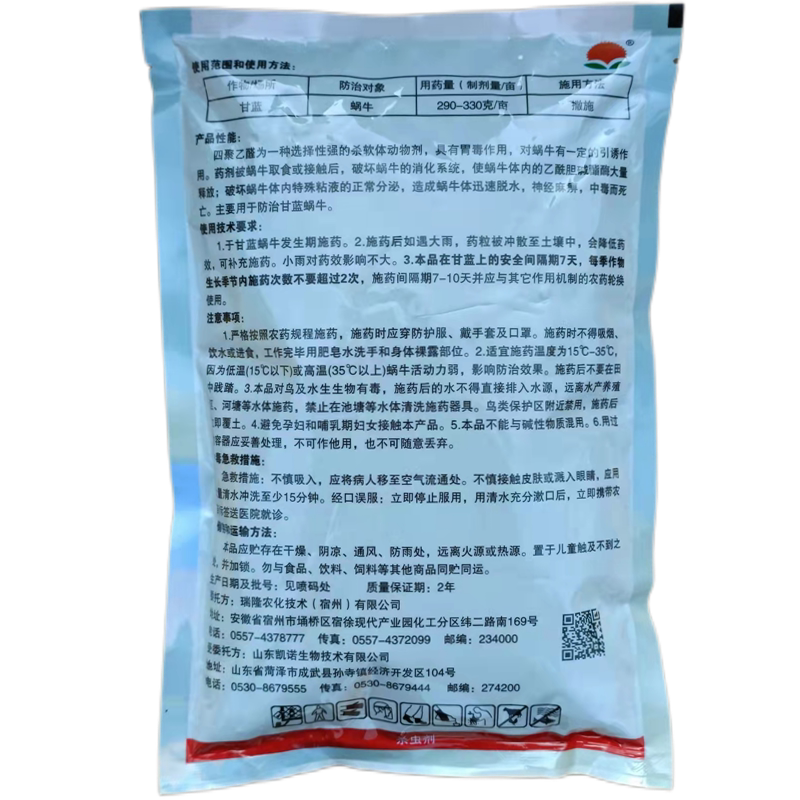 ®
使用范围和使用方法：
作物/场所 防治对象 用药量（制剂量/亩） 施用方法
甘蓝 蜗牛 290-330克/亩 撒施
产品性能：
四聚乙醛为一种选择性强的杀软体动物剂，具有胃毒作用，对蜗牛有一定的引诱作
用。药剂被蜗牛取食或接触后，破坏蜗牛的消化系统，使蜗牛体内的乙酰胆碱酯酶大量
释放；破坏蜗牛体内特殊粘液的正常分泌，造成蜗牛体迅速脱水，神经麻痹，中毒而死
亡。主要用于防治甘蓝蜗牛。
使用技术要求：
1.于甘蓝蜗牛发生期施药。2.施药后如遇大雨，药粒被冲散至土壤中，会降低药
效，可补充施药。小雨对药效影响不大。3.本品在甘蓝上的安全间隔期7天，每季作物
生长季节内施药次数不要超过2次，施药间隔期7-10天并应与其它作用机制的农药轮换
使用。
注意事项：
1.严格按照农药规程施药，施药时应穿防护服、戴手套及口罩。施药时不得吸烟、
饮水或进食，工作完毕用肥皂水洗手和身体裸露部位。2.适宜施药温度为15℃-35℃，
因为低温(15℃以下)或高温(35℃以上)蜗牛活动力弱，影响防治效果。施药后不要在田
中践踏。3.本品对鸟及水生生物有毒，施药后的水不得直接排入水源，远离水产养殖
区、河塘等水体施药，禁止在池塘等水体清洗施药器具。鸟类保护区附近禁用，施药后
立即覆土。4.避免孕妇和哺乳期妇女接触本产品。5.本品不能与碱性物质混用。6.用过
容器应妥善处理，不可作他用，也不可随意丢弃。
毒急救措施：
急救措施：不慎吸入，应将病人移至空气流通处。不慎接触皮肤或溅入眼睛，应用
量清水冲洗至少15分钟。经口误服：立即停止服用，用清水充分漱口后，立即携带农
标签送医院就诊。
和运输方法：
本品应贮存在干燥、阴凉、通风、防雨处，远离火源或热源。置于儿童触及不到之
，并加锁。勿与食品、饮料、饲料等其他商品同贮同运。
生产日期及批号：见喷码处 质量保证期：2年
委托方：瑞隆农化技术（宿州）有限公司
地址：安徽省宿州市埇桥区宿徐现代产业园化工分区纬二路南169号
电话：0557-4378777 传真：0557-4372099 邮编：234000
受委托方：山东凯诺生物技术有限公司
地址：山东省菏泽市成武县孙寺镇经济开发区104号
电话：0530-8679555 传真：0530-8679444 邮编：274200
杀虫剂